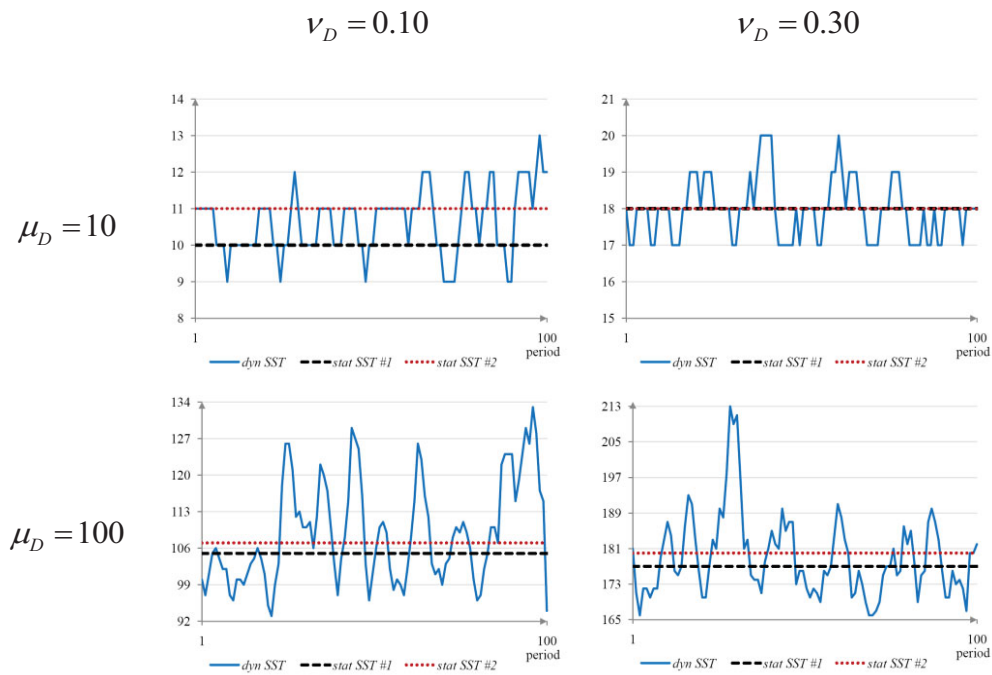 ν_D = 0.10
ν_D = 0.30
μ_D = 10
14
13
12
11
10
9
8
1
100
period
dyn SST
stat SST #1
stat SST #2
21
20
19
18
17
16
15
1
100
period
dyn SST
stat SST #1
stat SST #2
μ_D = 100
134
127
120
113
106
99
92
1
100
period
dyn SST
stat SST #1
stat SST #2
213
205
197
189
181
173
165
1
100
period
dyn SST
stat SST #1
stat SST #2